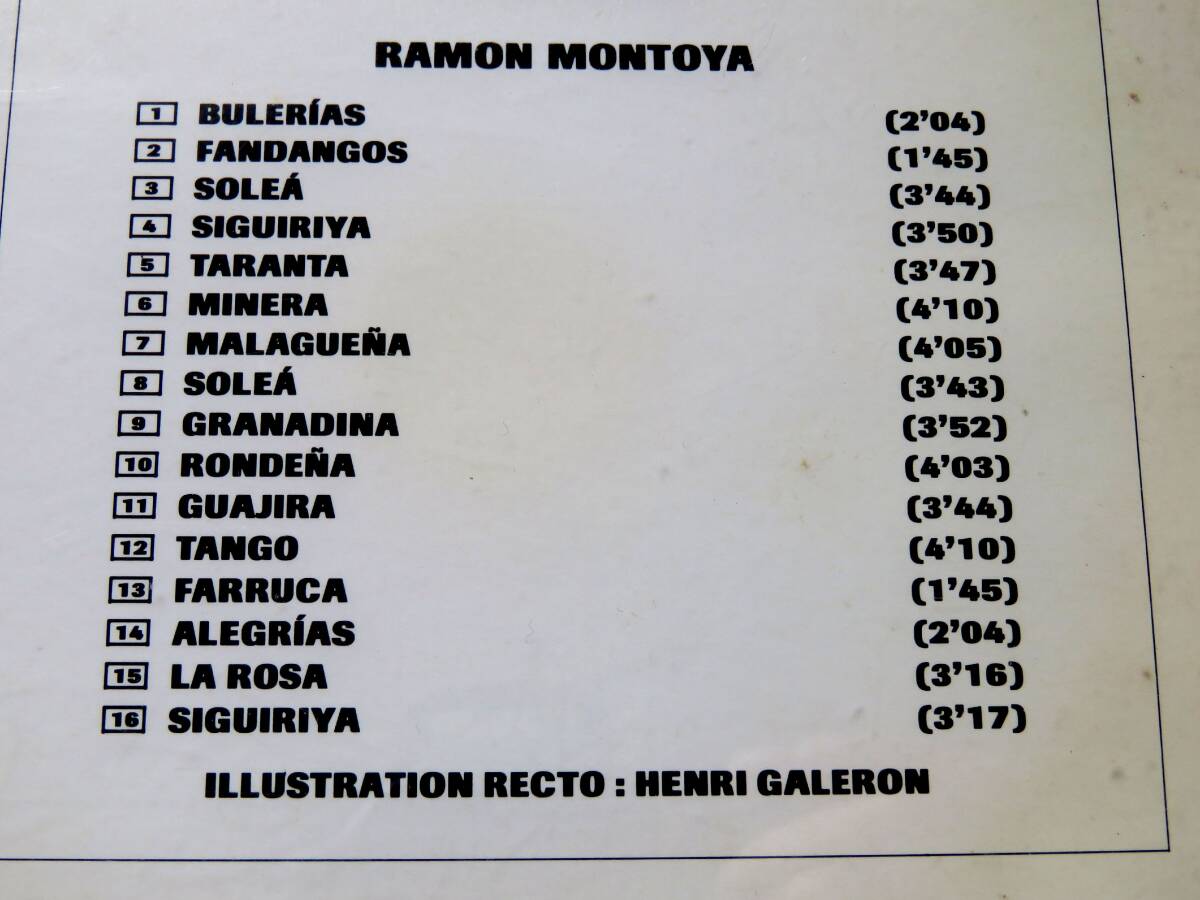 RAMON MONTOYA
1 BULERÍAS (2'04)
2 FANDANGOS (1'45)
3 SOLEÁ (3'44)
4 SIGUIRIYA (3'50)
5 TARANTA (3'47)
6 MINERA (4'10)
7 MALAGUEÑA (4'05)
8 SOLEÁ (3'43)
9 GRANADINA (3'52)
10 RONDEÑA (4'03)
11 GUAJIRA (3'44)
12 TANGO (4'10)
13 FARRUCA (1'45)
14 ALEGRÍAS (2'04)
15 LA ROSA (3'16)
16 SIGUIRIYA (3'17)
ILLUSTRATION RECTO : HENRI GALERON